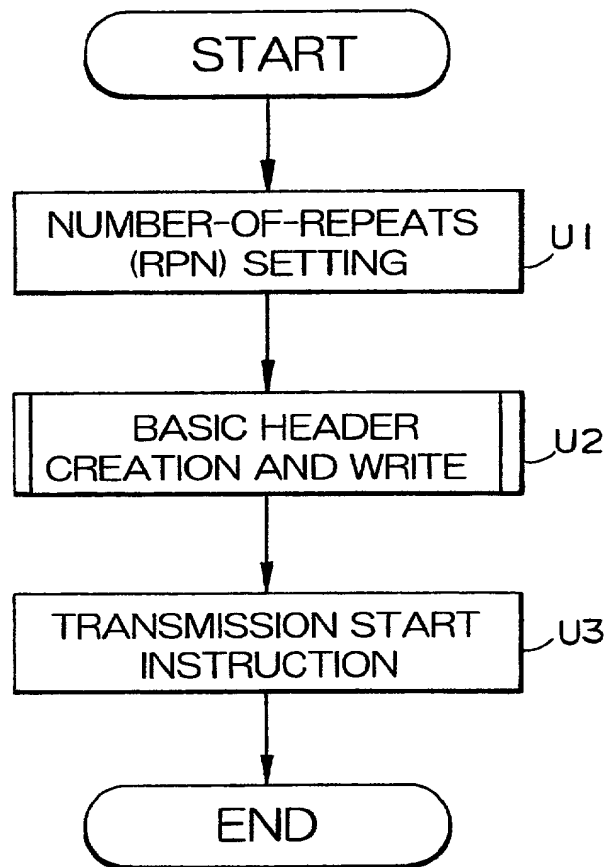 START
NUMBER-OF-REPEATS
(RPN) SETTING
U1
BASIC HEADER
CREATION AND WRITE
U2
TRANSMISSION START
INSTRUCTION
U3
END